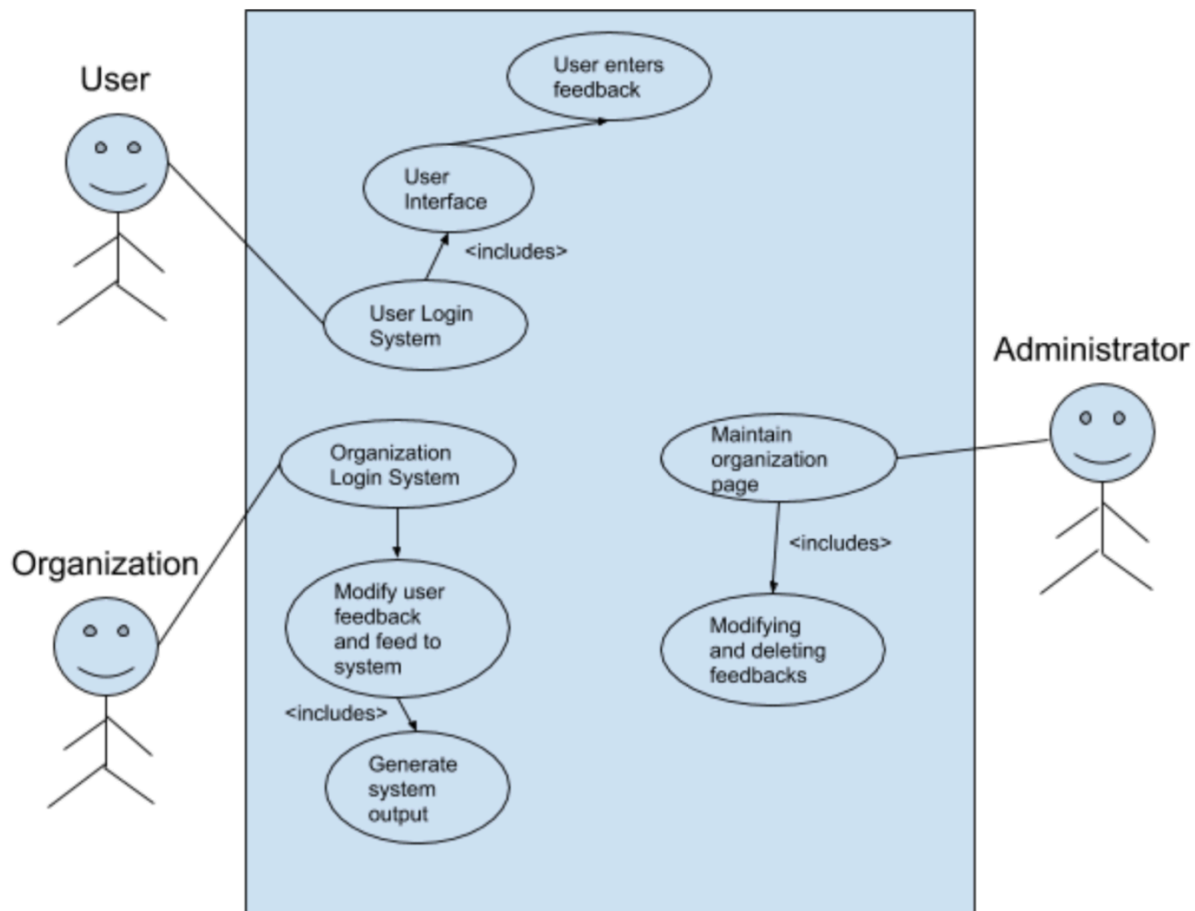 User
User enters
feedback
User
Interface
<includes>
User Login
System
Administrator
Organization
Login System
Maintain
organization
page
<includes>
Organization
Modify user
feedback
and feed to
system
Modifying
and deleting
feedbacks
<includes>
Generate
system
output